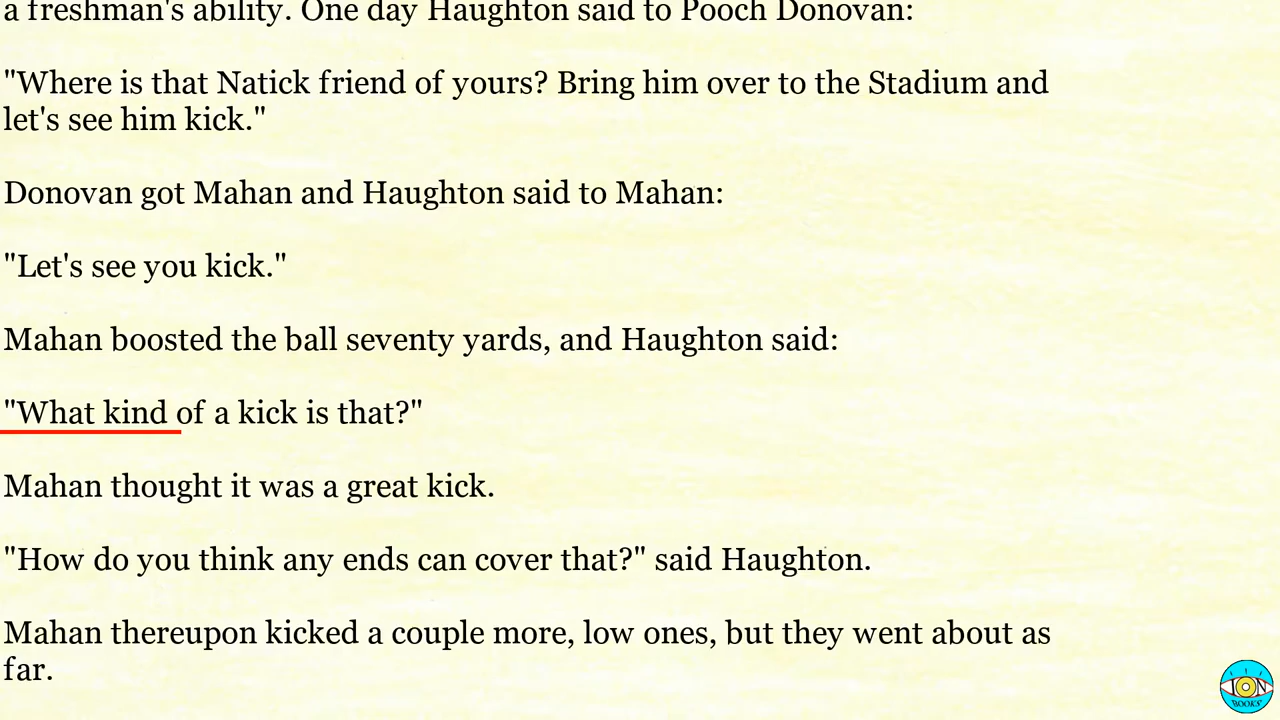 a freshman's ability. One day Haughton said to Pooch Donovan:
"Where is that Natick friend of yours? Bring him over to the Stadium and
let's see him kick."
Donovan got Mahan and Haughton said to Mahan:
"Let's see you kick."
Mahan boosted the ball seventy yards, and Haughton said:
"What kind of a kick is that?"
Mahan thought it was a great kick.
"How do you think any ends can cover that?" said Haughton.
Mahan thereupon kicked a couple more, low ones, but they went about as
far.
ION
BOOKS